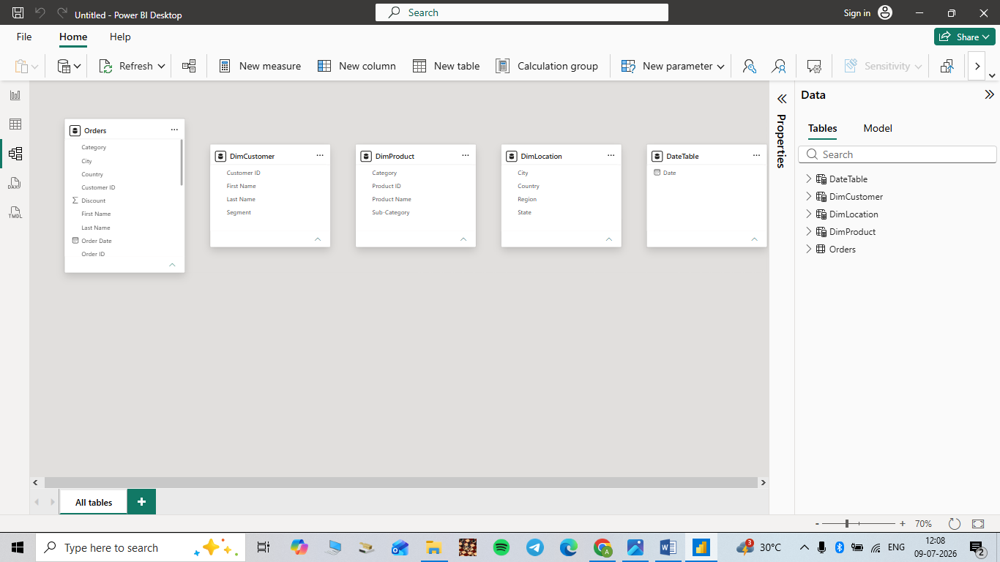 Untitled - Power BI Desktop
Search
Sign in
File
Home
Help
Share
Refresh
New measure
New column
New table
Calculation group
New parameter
Sensitivity
Orders
Category
City
Country
Customer ID
Discount
First Name
Last Name
Order Date
Order ID
DimCustomer
Customer ID
First Name
Last Name
Segment
DimProduct
Category
Product ID
Product Name
Sub-Category
DimLocation
City
Country
Region
State
DateTable
Date
Properties
Data
Tables
Model
Search
DateTable
DimCustomer
DimLocation
DimProduct
Orders
DAX
TMDL
All tables
+
- + 70%
Type here to search
A
W
3
30°C
ENG
12:08
09-07-2026
2